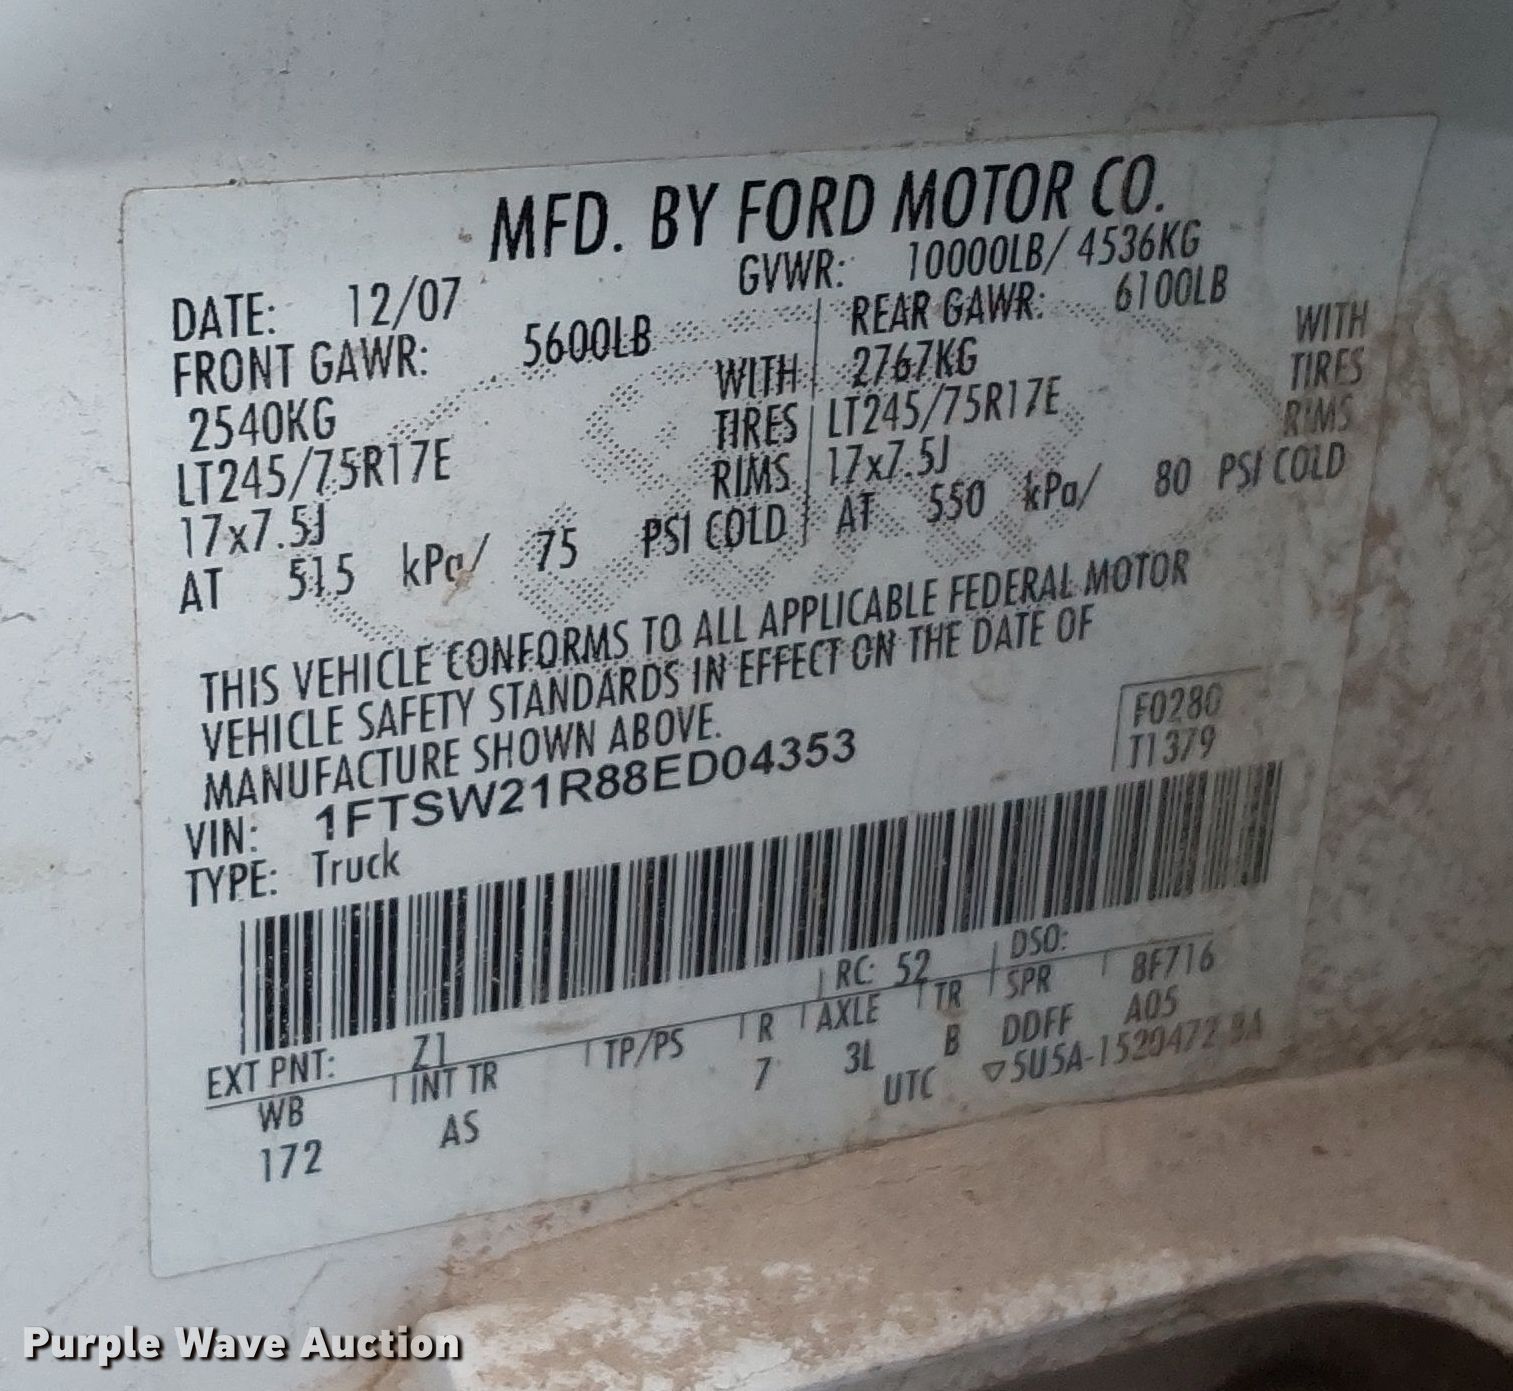 MFD. BY FORD MOTOR CO.
DATE: 12/07 GVWR: 10000LB/ 4536KG
FRONT GAWR: 5600LB REAR GAWR: 6100LB
2540KG WITH 2767KG WITH
LT245/75R17E TIRES LT245/75R17E TIRES
17x7.5J RIMS 17x7.5J RIMS
AT 515 kPa/ 75 PSI COLD AT 550 kPa/ 80 PSI COLD
THIS VEHICLE CONFORMS TO ALL APPLICABLE FEDERAL MOTOR
VEHICLE SAFETY STANDARDS IN EFFECT ON THE DATE OF
MANUFACTURE SHOWN ABOVE.
F0280
VIN: 1FTSW21R88ED04353 T1379
TYPE: Truck
EXT PNT: Z1 RC: 52 DSO:
WB INT TR TP/PS R AXLE TR SPR 8F716
172 AS 7 3L B DDFF A05
UTC ▽5U5A-1520472-BA
Purple Wave Auction